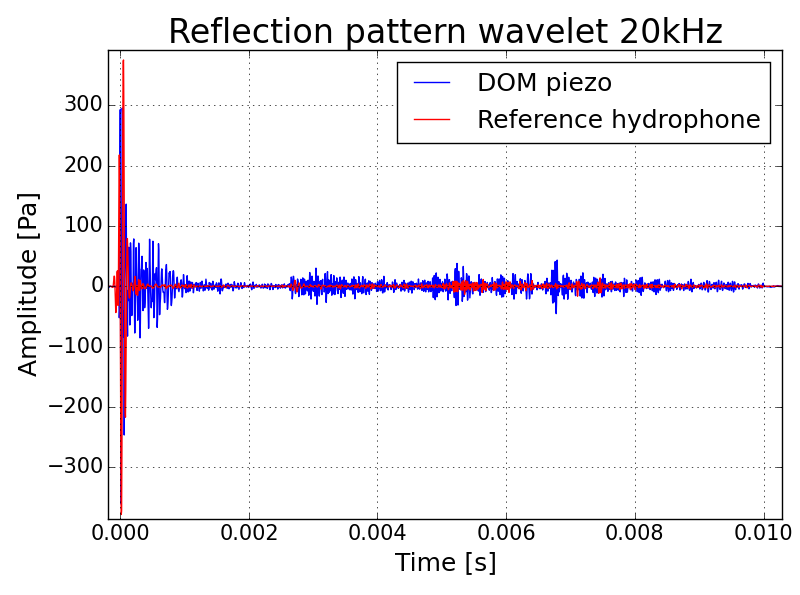 Reflection pattern wavelet 20kHz
DOM piezo
Reference hydrophone
Amplitude [Pa]
300
200
100
0
−100
−200
−300
0.000 0.002 0.004 0.006 0.008 0.010
Time [s]